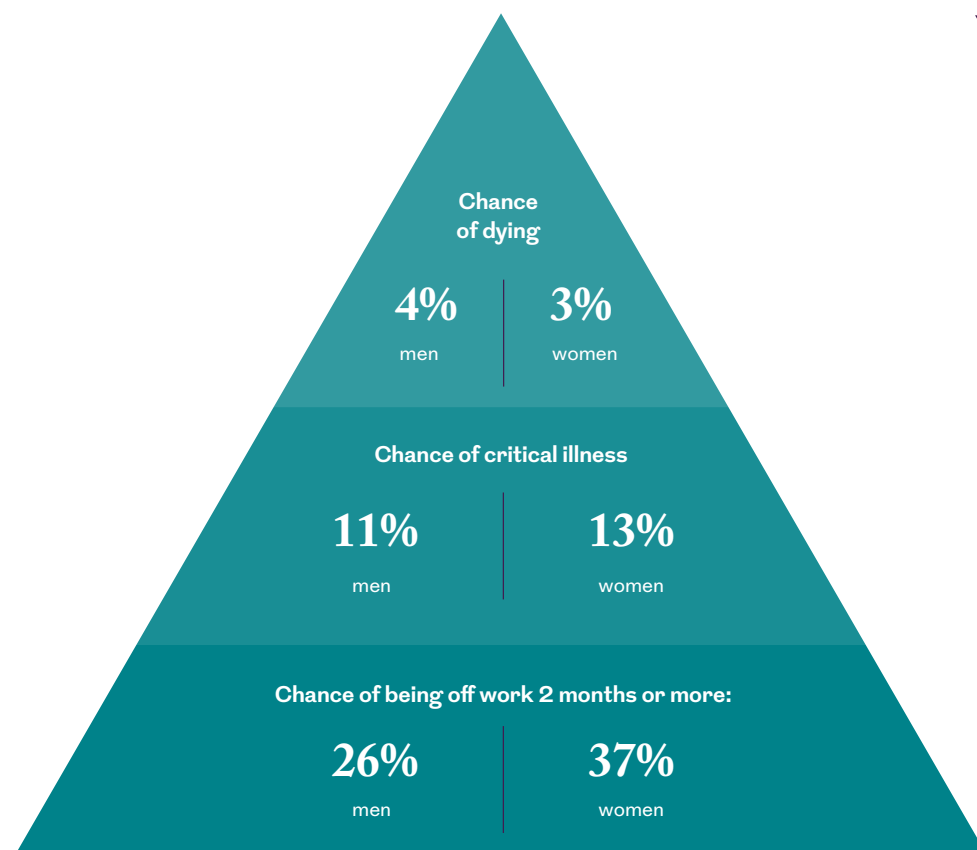 Chance
of dying
4% 3%
men women
Chance of critical illness
11% 13%
men women
Chance of being off work 2 months or more:
26% 37%
men women